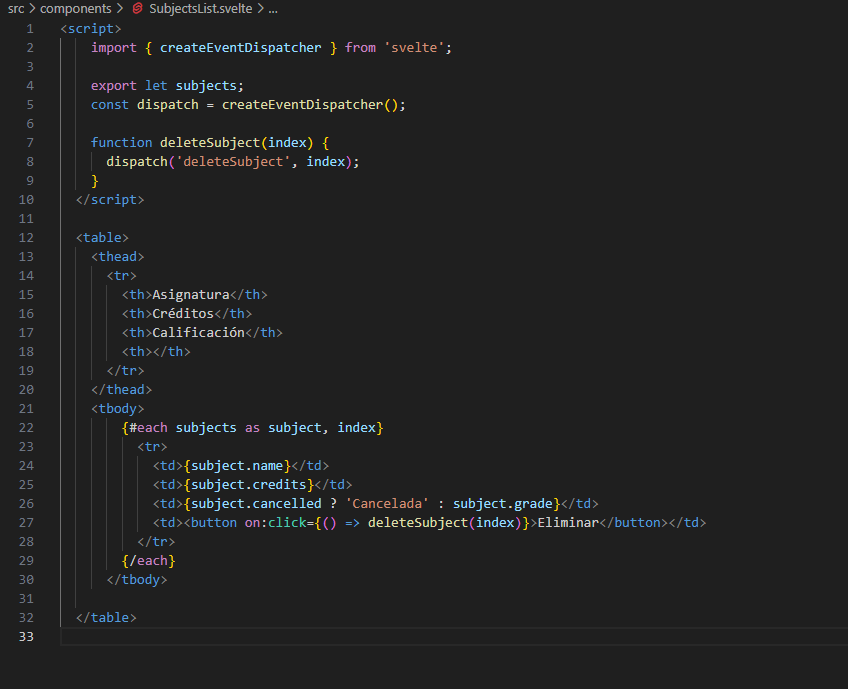 src > components > SubjectsList.svelte > ...
1 <script>
2 import { createEventDispatcher } from 'svelte';
3
4 export let subjects;
5 const dispatch = createEventDispatcher();
6
7 function deleteSubject(index) {
8 dispatch('deleteSubject', index);
9 }
10 </script>
11
12 <table>
13 <thead>
14 <tr>
15 <th>Asignatura</th>
16 <th>Créditos</th>
17 <th>Calificación</th>
18 <th></th>
19 </tr>
20 </thead>
21 <tbody>
22 {#each subjects as subject, index}
23 <tr>
24 <td>{subject.name}</td>
25 <td>{subject.credits}</td>
26 <td>{subject.cancelled ? 'Cancelada' : subject.grade}</td>
27 <td><button on:click={() => deleteSubject(index)}>Eliminar</button></td>
28 </tr>
29 {/each}
30 </tbody>
31
32 </table>
33